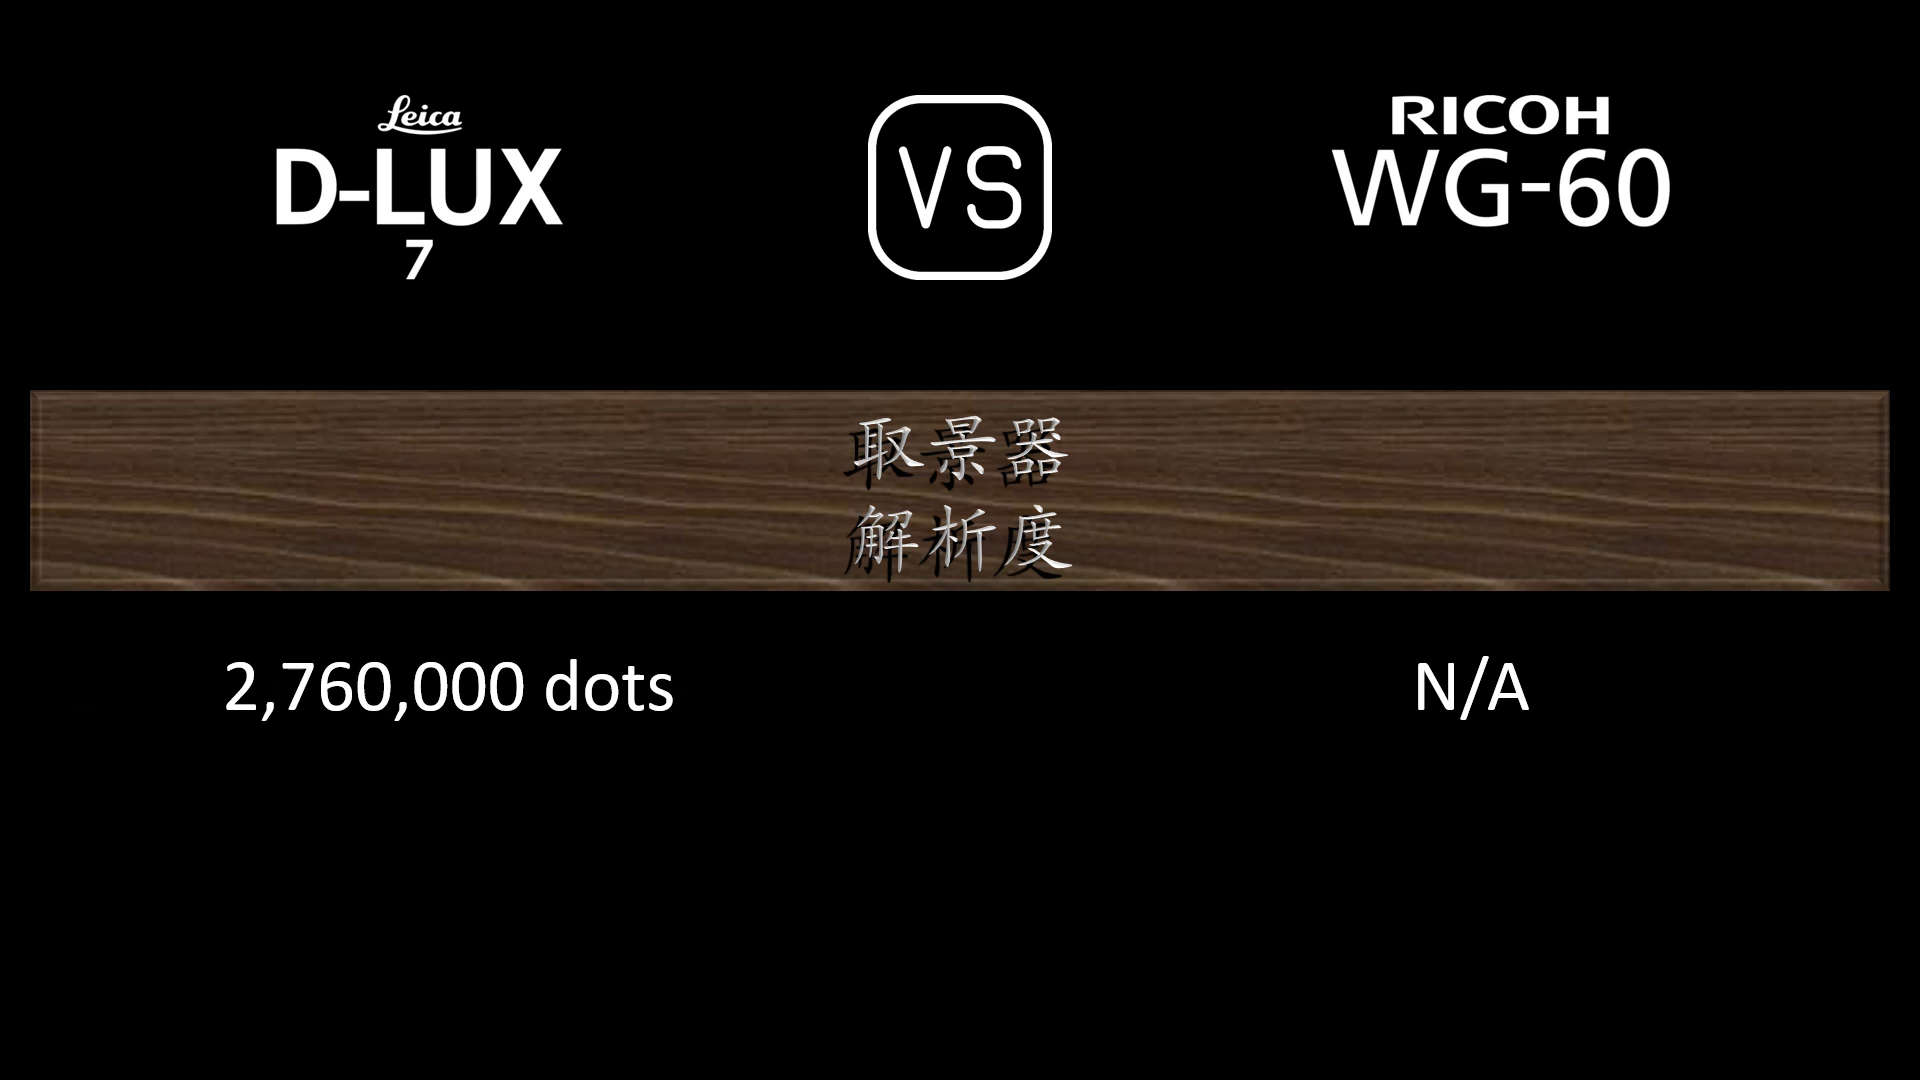 Leica
D-LUX
7
VS
RICOH
WG-60
取景器
解析度
2,760,000 dots
N/A